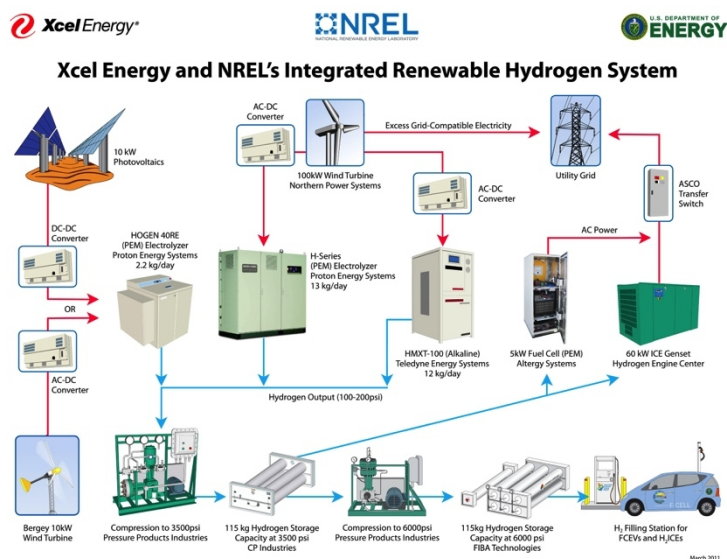 Xcel Energy®
NREL
NATIONAL RENEWABLE ENERGY LABORATORY
U.S. DEPARTMENT OF
ENERGY
Xcel Energy and NREL's Integrated Renewable Hydrogen System
10 kW
Photovoltaics
AC-DC
Converter
100kW Wind Turbine
Northern Power Systems
Excess Grid-Compatible Electricity
Utility Grid
AC-DC
Converter
ASCO
Transfer
Switch
DC-DC
Converter
HOGEN 40RE
(PEM) Electrolyzer
Proton Energy Systems
2.2 kg/day
H-Series
(PEM) Electrolyzer
Proton Energy Systems
13 kg/day
AC Power
OR
AC-DC
Converter
HMXT-100 (Alkaline)
Teledyne Energy Systems
12 kg/day
5kW Fuel Cell (PEM)
Altergy Systems
60 kW ICE Genset
Hydrogen Engine Center
Hydrogen Output (100-200psi)
Bergey 10kW
Wind Turbine
Compression to 3500psi
Pressure Products Industries
115 kg Hydrogen Storage
Capacity at 3500 psi
CP Industries
Compression to 6000psi
Pressure Products Industries
115kg Hydrogen Storage
Capacity at 6000 psi
FIBA Technologies
F CELL
H₂ Filling Station for
FCEVs and H₂ICEs
March 2011